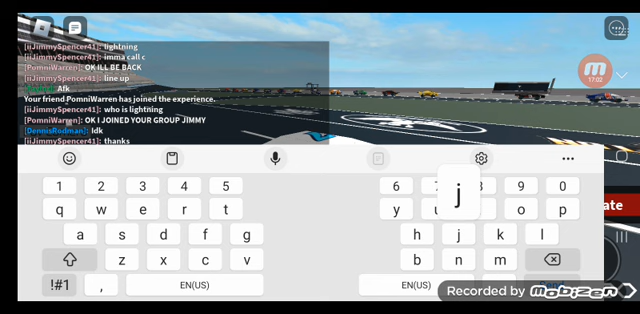 [iiJimmySpencer41]: lightning
[iiJimmySpencer41]: imma call c
[PomniWarren]: OK ILL BE BACK
[iiJimmySpencer41]: line up
Afk
Your friend PomniWarren has joined the experience.
[iiJimmySpencer41]: who is lightning
[PomniWarren]: OK I JOINED YOUR GROUP JIMMY
[DennisRodman]: Idk
[iiJimmySpencer41]: thanks
17:02
ate
1 2 3 4 5 6 7 8 9 0
q w e r t y u o p
a s d f g h j k l
j
z x c v b n m
!#1 , EN(US) EN(US)
Recorded by MOBIZEN